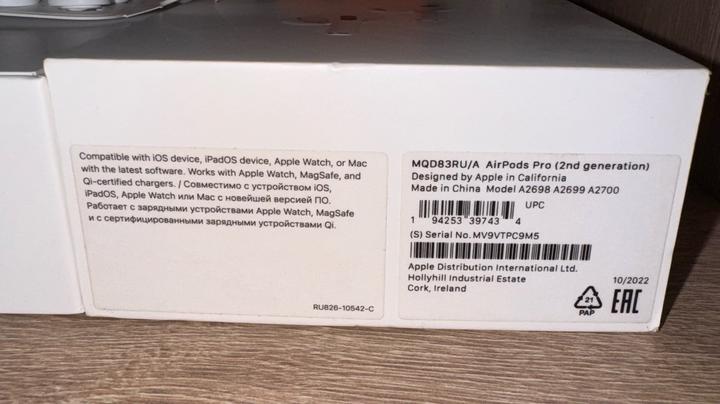 Compatible with iOS device, iPadOS device, Apple Watch, or Mac
with the latest software. Works with Apple Watch, MagSafe, and
Qi-certified chargers. / Совместимо с устройством iOS,
iPadOS, Apple Watch или Mac с новейшей версией ПО.
Работает с зарядными устройствами Apple Watch, MagSafe
и с сертифицированными зарядными устройствами Qi.
RU826-10542-C
MQD83RU/A AirPods Pro (2nd generation)
Designed by Apple in California
Made in China Model A2698 A2699 A2700
UPC
1 94253 39743 4
(S) Serial No. MV9VTPC9M5
Apple Distribution International Ltd.
Hollyhill Industrial Estate
Cork, Ireland
10/2022
21
PAP
EAC